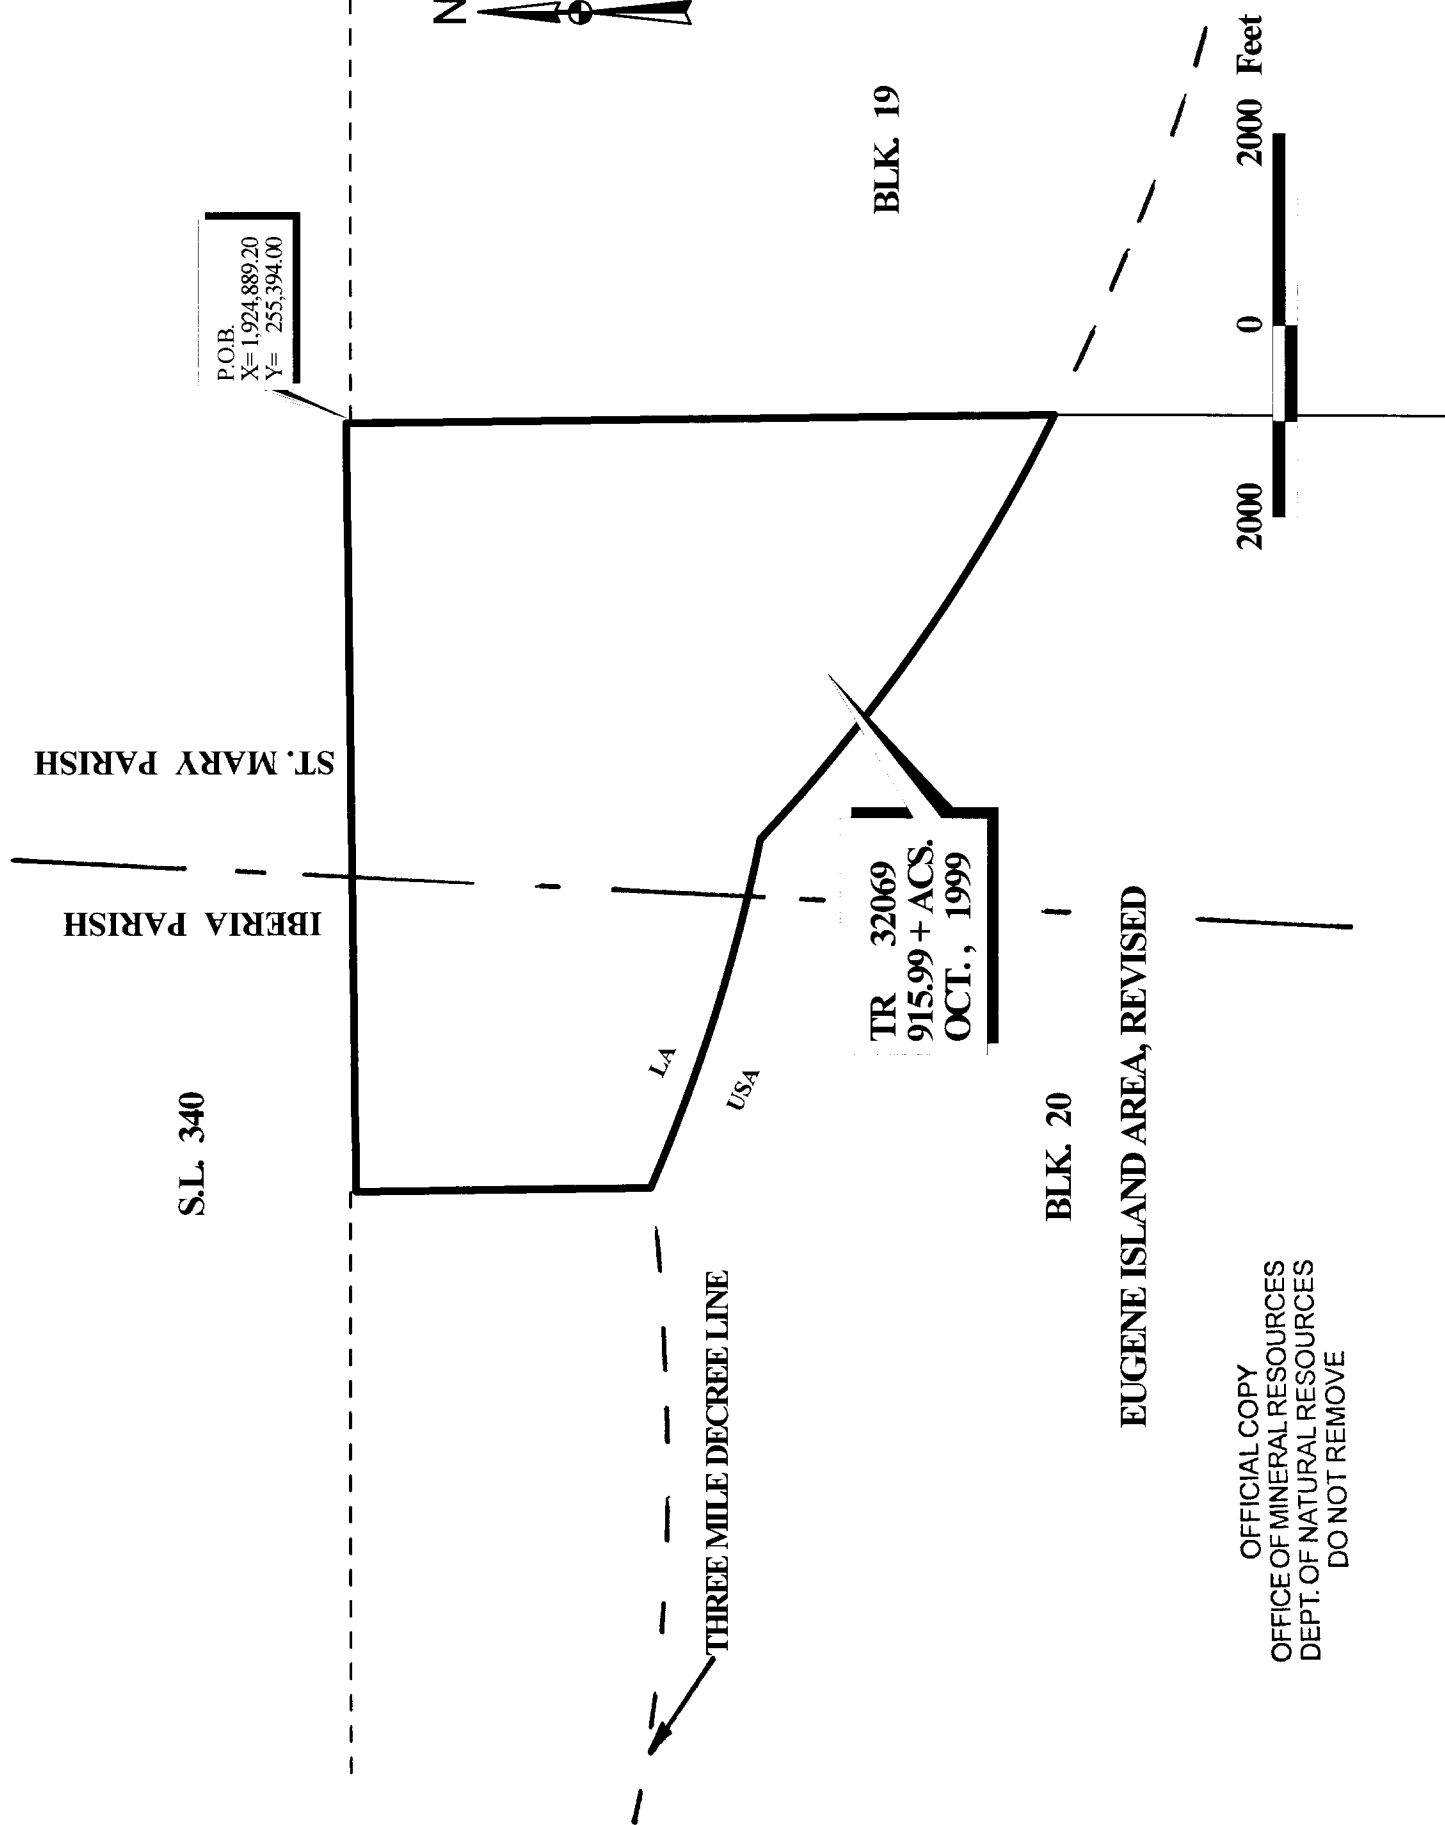 N
P.O.B.
X= 1,924,889.20
Y= 255,394.00
S.L. 340
IBERIA PARISH
ST. MARY PARISH
BLK. 19
LA
USA
TR 32069
915.99 + ACS.
OCT. , 1999
THREE MILE DECREE LINE
BLK. 20
EUGENE ISLAND AREA, REVISED
2000 0 2000 Feet
OFFICIAL COPY
OFFICE OF MINERAL RESOURCES
DEPT. OF NATURAL RESOURCES
DO NOT REMOVE